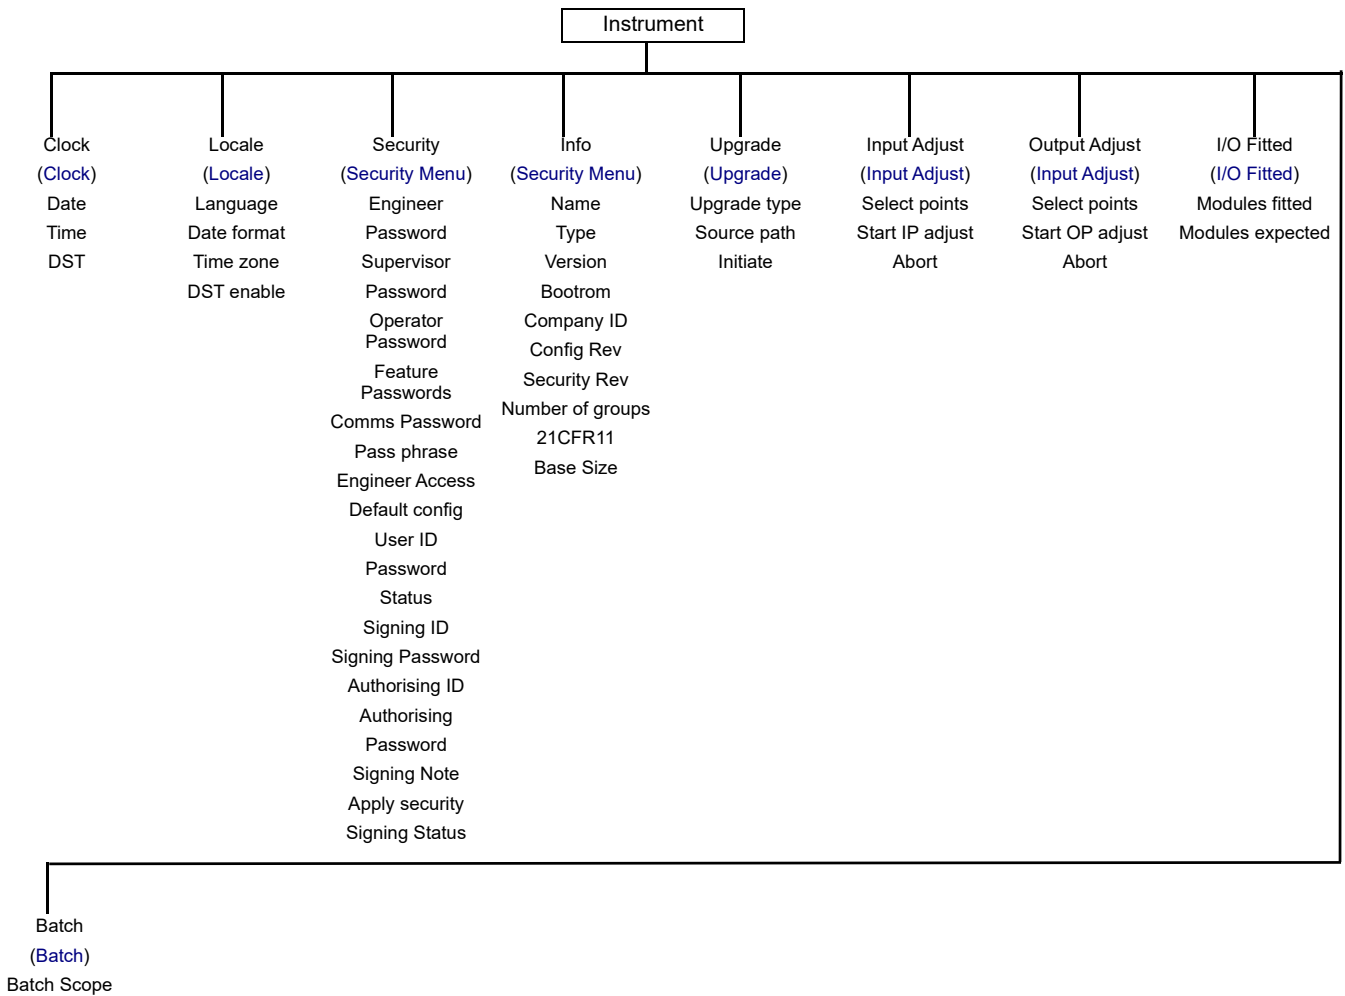 Instrument
Clock
(Clock)
Date
Time
DST
Locale
(Locale)
Language
Date format
Time zone
DST enable
Security
(Security Menu)
Engineer
Password
Supervisor
Password
Operator
Password
Feature
Passwords
Comms Password
Pass phrase
Engineer Access
Default config
User ID
Password
Status
Signing ID
Signing Password
Authorising ID
Authorising
Password
Signing Note
Apply security
Signing Status
Info
(Security Menu)
Name
Type
Version
Bootrom
Company ID
Config Rev
Security Rev
Number of groups
21CFR11
Base Size
Upgrade
(Upgrade)
Upgrade type
Source path
Initiate
Input Adjust
(Input Adjust)
Select points
Start IP adjust
Abort
Output Adjust
(Input Adjust)
Select points
Start OP adjust
Abort
I/O Fitted
(I/O Fitted)
Modules fitted
Modules expected
Batch
(Batch)
Batch Scope